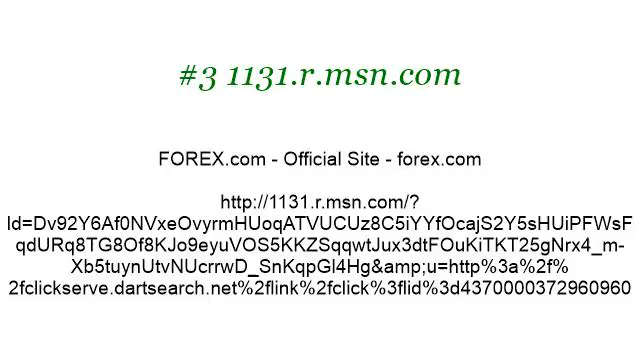 #3 1131.r.msn.com
FOREX.com - Official Site - forex.com
http://1131.r.msn.com/?
ld=Dv92Y6Af0NVxeOvyrmHUoqATVUCUz8C5iYYfOcajS2Y5sHUiPFWsF
qdURq8TG8Of8KJo9eyuVOS5KKZSqqwtJux3dtFOuKiTKT25gNrx4_m-
Xb5tuynUtvNUcrrwD_SnKqpGl4Hg&amp;u=http%3a%2f%
2fclickserve.dartsearch.net%2flink%2fclick%3flid%3d4370000372960960